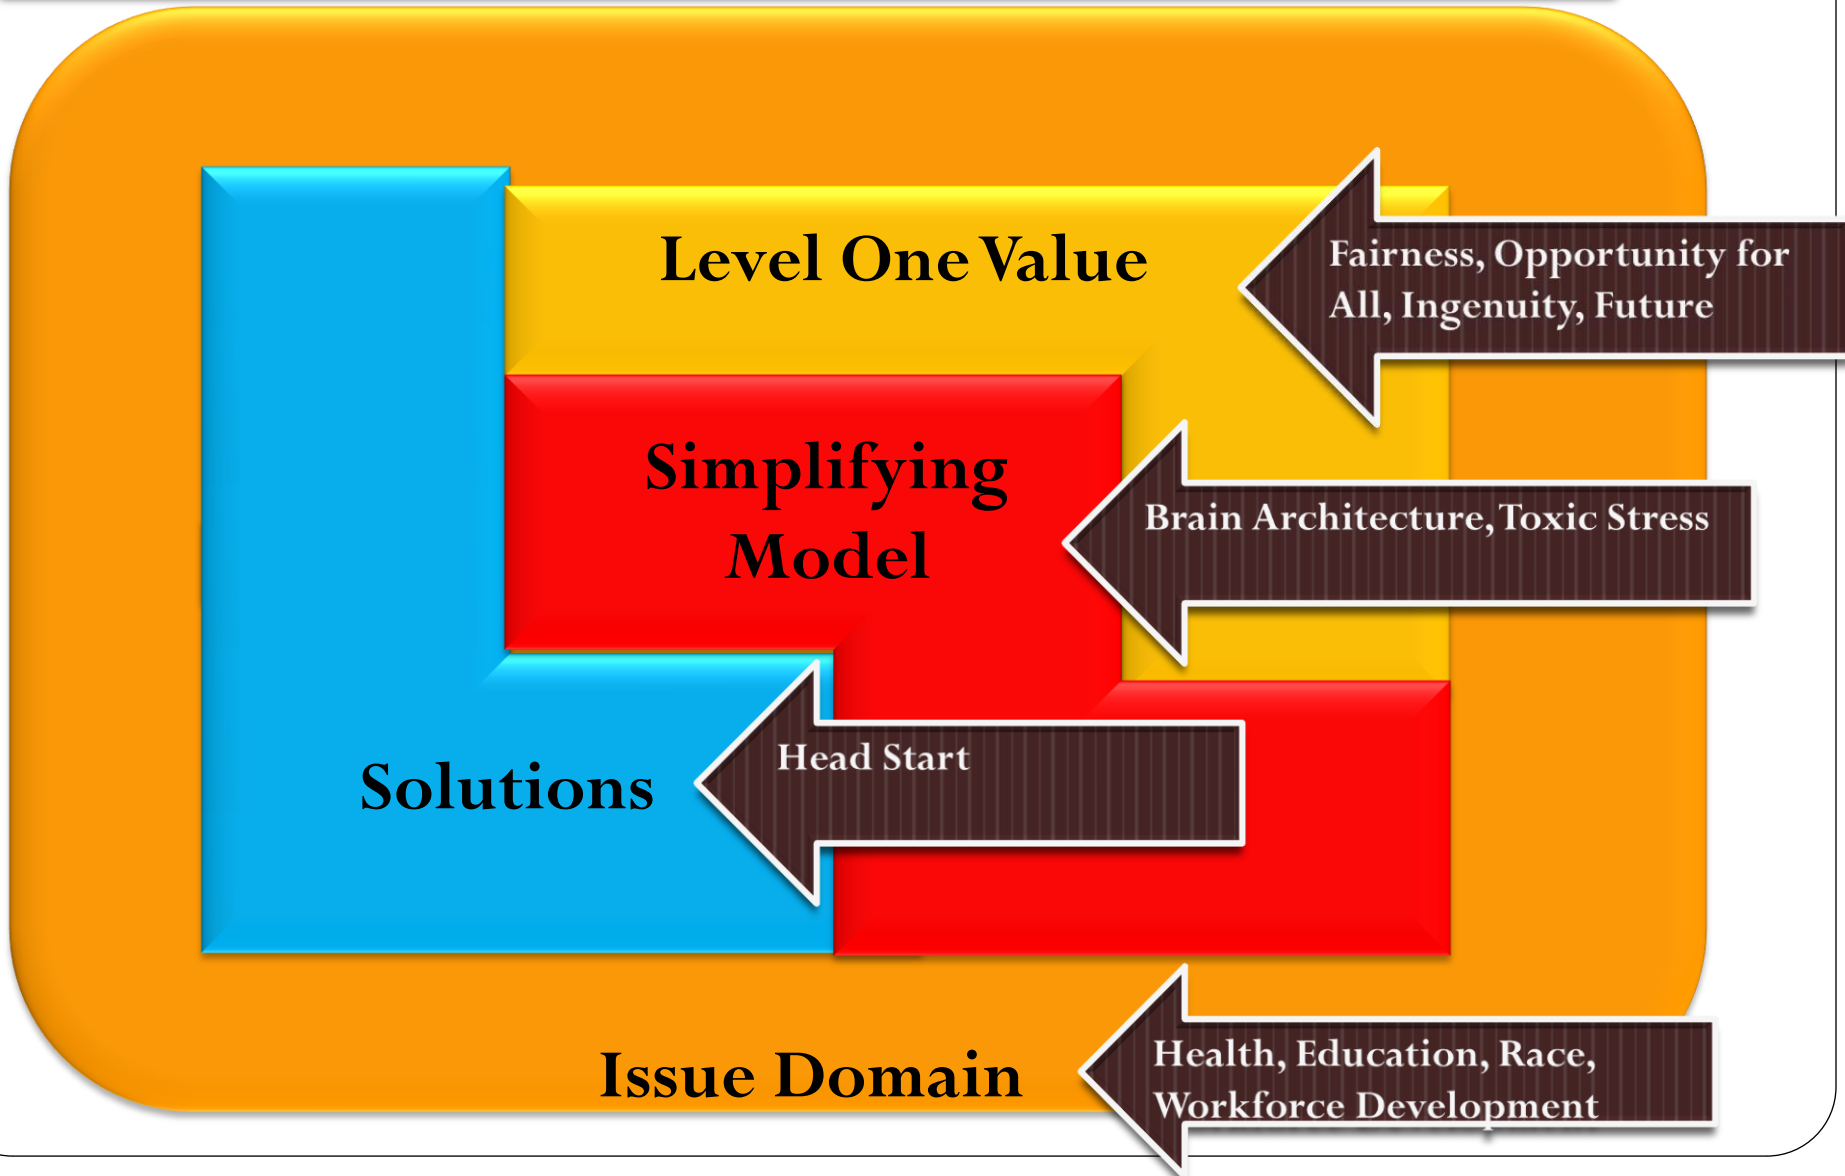 Level One Value
Fairness, Opportunity for
All, Ingenuity, Future
Simplifying
Model
Brain Architecture, Toxic Stress
Head Start
Solutions
Issue Domain
Health, Education, Race,
Workforce Development